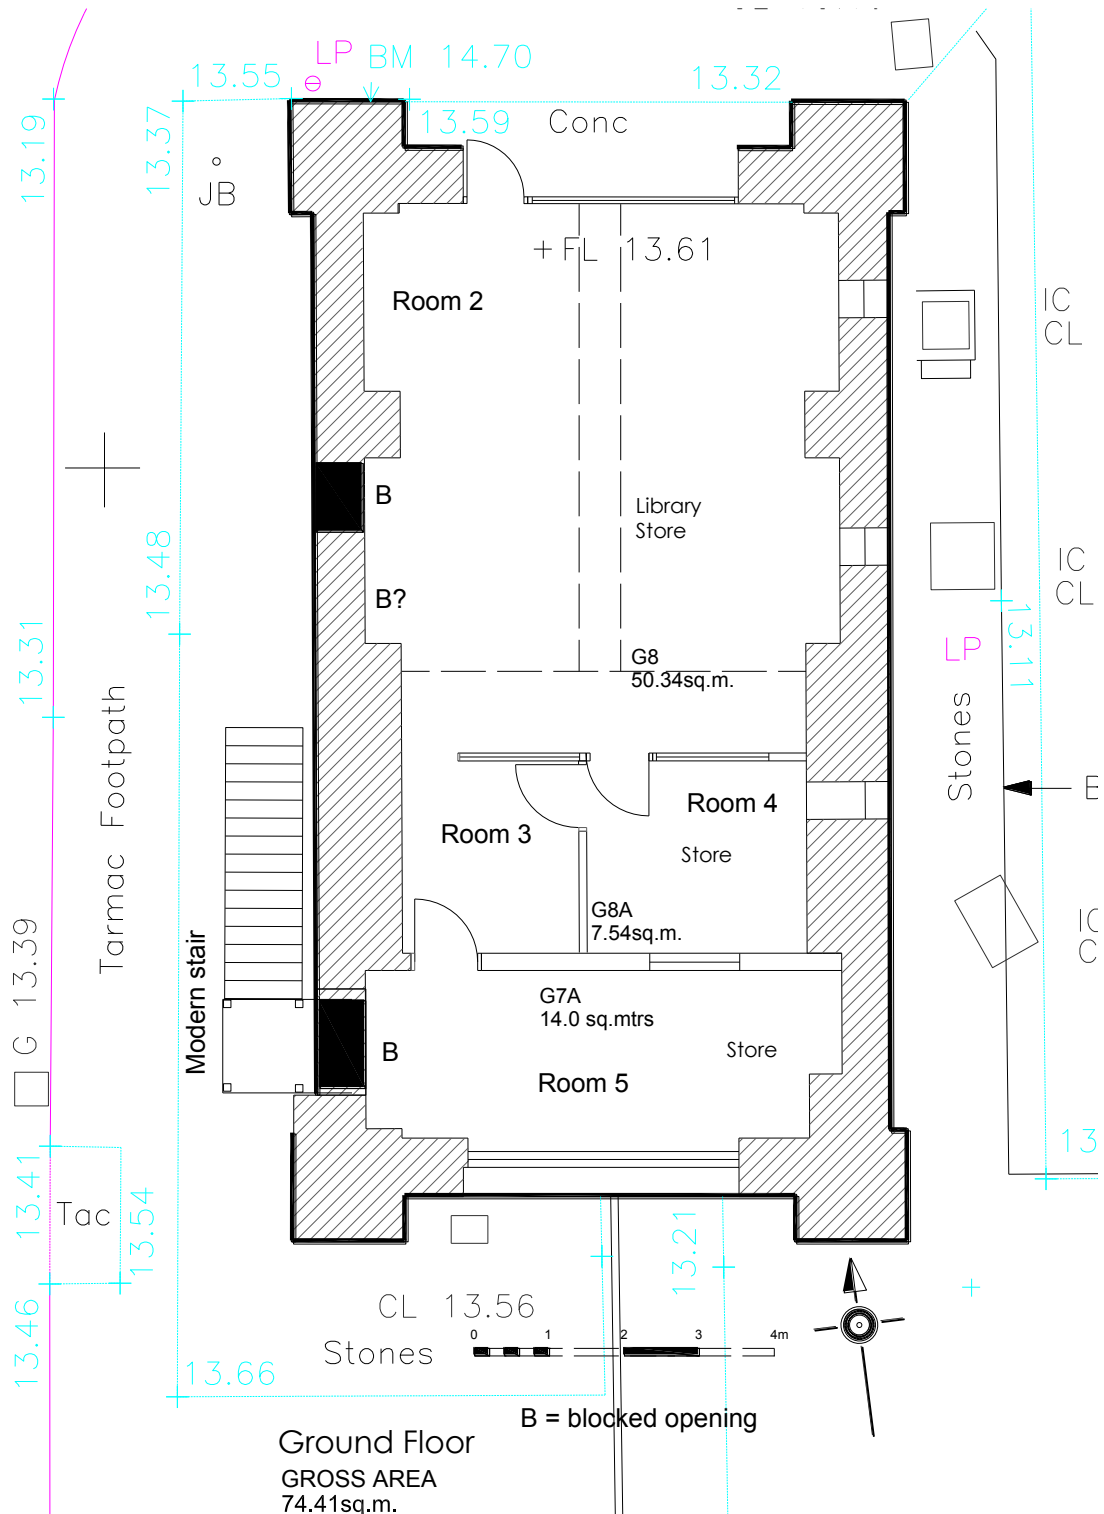 LP
BM 14.70
13.55
13.32
13.59
Conc
13.19
13.37
JB
+ FL 13.61
Room 2
IC
CL
B
Library
Store
13.48
B?
IC
CL
13.11
13.31
LP
G8
50.34sq.m.
Tarmac Footpath
Stones
B
Room 4
Room 3
Store
G8A
7.54sq.m.
G 13.39
Modern stair
G7A
14.0 sq.mtrs
Store
B
Room 5
13.41
Tac
13.54
13.21
13.46
CL 13.56
Stones
0 1 2 3 4m
13.66
B = blocked opening
Ground Floor
GROSS AREA
74.41sq.m.